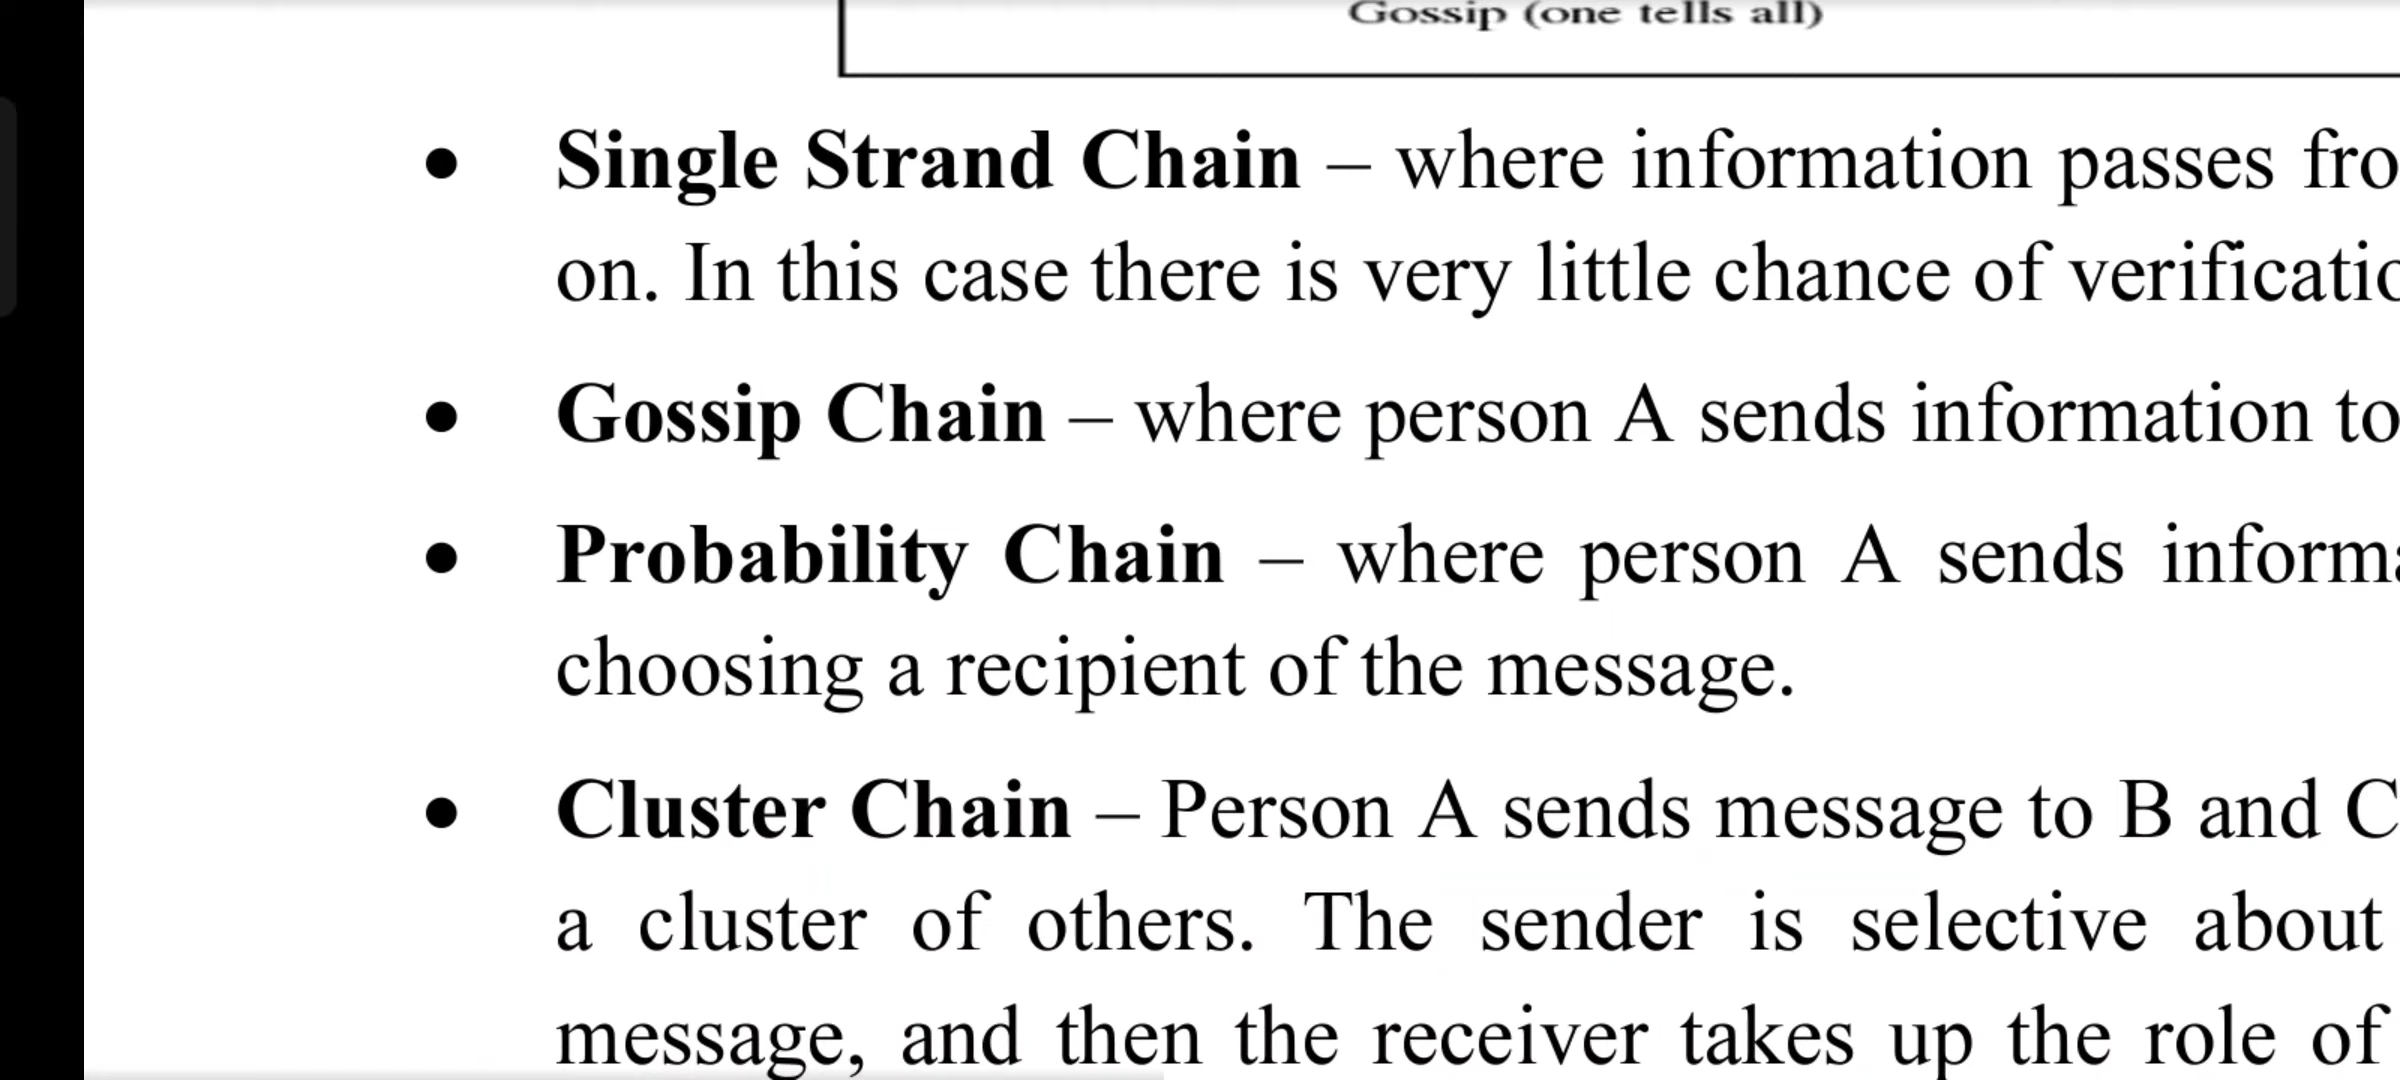 Gossip (one tells all)
• Single Strand Chain – where information passes
on. In this case there is very little chance of
• Gossip Chain – where person A sends information to
• Probability Chain – where person A sends
choosing a recipient of the message.
• Cluster Chain – Person A sends message to B and C
a cluster of others. The sender is selective about
message, and then the receiver takes up the role of